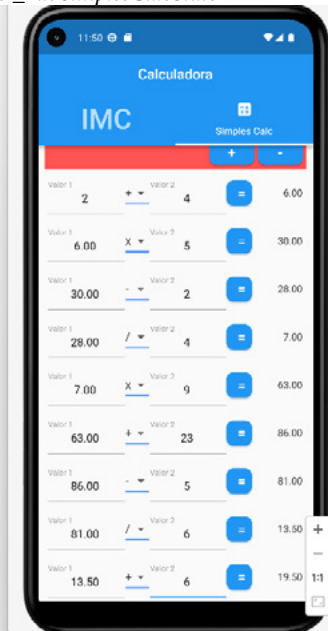 11:50
Calculadora
IMC
Simples Calc
+ -
Valor 1 Valor 2
2 + 4 = 6.00
Valor 1 Valor 2
6.00 x 5 = 30.00
Valor 1 Valor 2
30.00 - 2 = 28.00
Valor 1 Valor 2
28.00 / 4 = 7.00
Valor 1 Valor 2
7.00 x 9 = 63.00
Valor 1 Valor 2
63.00 + 23 = 86.00
Valor 1 Valor 2
86.00 - 5 = 81.00
Valor 1 Valor 2
81.00 / 6 = 13.50
Valor 1 Valor 2
13.50 + 6 = 19.50
+
−
1:1